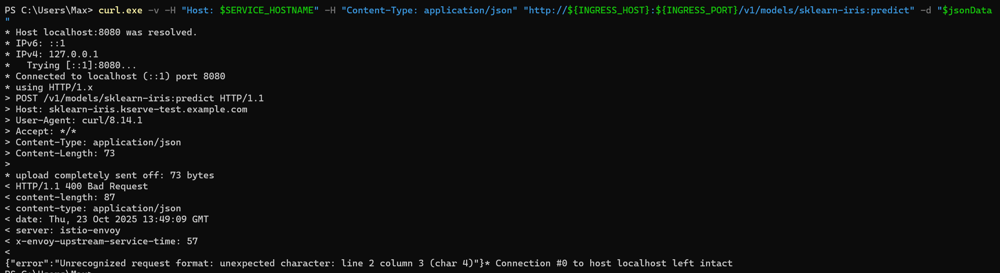 PS C:\Users\Max> curl.exe -v -H "Host: $SERVICE_HOSTNAME" -H "Content-Type: application/json" "http://${INGRESS_HOST}:${INGRESS_PORT}/v1/models/sklearn-iris:predict" -d "$jsonData
"
* Host localhost:8080 was resolved.
* IPv6: ::1
* IPv4: 127.0.0.1
*   Trying [::1]:8080...
* Connected to localhost (::1) port 8080
* using HTTP/1.x
> POST /v1/models/sklearn-iris:predict HTTP/1.1
> Host: sklearn-iris.kserve-test.example.com
> User-Agent: curl/8.14.1
> Accept: */*
> Content-Type: application/json
> Content-Length: 73
>
* upload completely sent off: 73 bytes
< HTTP/1.1 400 Bad Request
< content-length: 87
< content-type: application/json
< date: Thu, 23 Oct 2025 13:49:09 GMT
< server: istio-envoy
< x-envoy-upstream-service-time: 57
<
{"error":"Unrecognized request format: unexpected character: line 2 column 3 (char 4)"}* Connection #0 to host localhost left intact
PS C:\Users\Max>